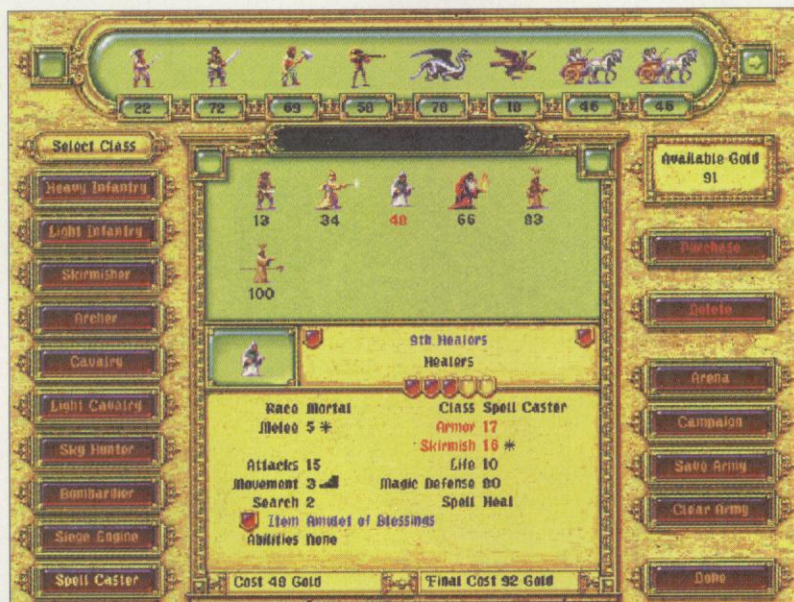 22 72 69 58 78 18 46 46
Select Class
Heavy Infantry
Light Infantry
Skirmisher
Archer
Cavalry
Light Cavalry
Sky Hunter
Bombardier
Siege Engine
Spell Caster
13 34 48 66 83
100
9th Healers
Healers
Race Mortal
Class Spell Caster
Melee 5
Armor 17
Skirmish 16
Attacks 15
Life 10
Movement 3
Magic Defense 80
Search 2
Spell Heal
Item Amulet of Blessings
Abilities None
Cost 48 Gold
Final Cost 92 Gold
Available Gold
91
Purchase
Delete
Arena
Campaign
Save Army
Clear Army
Done